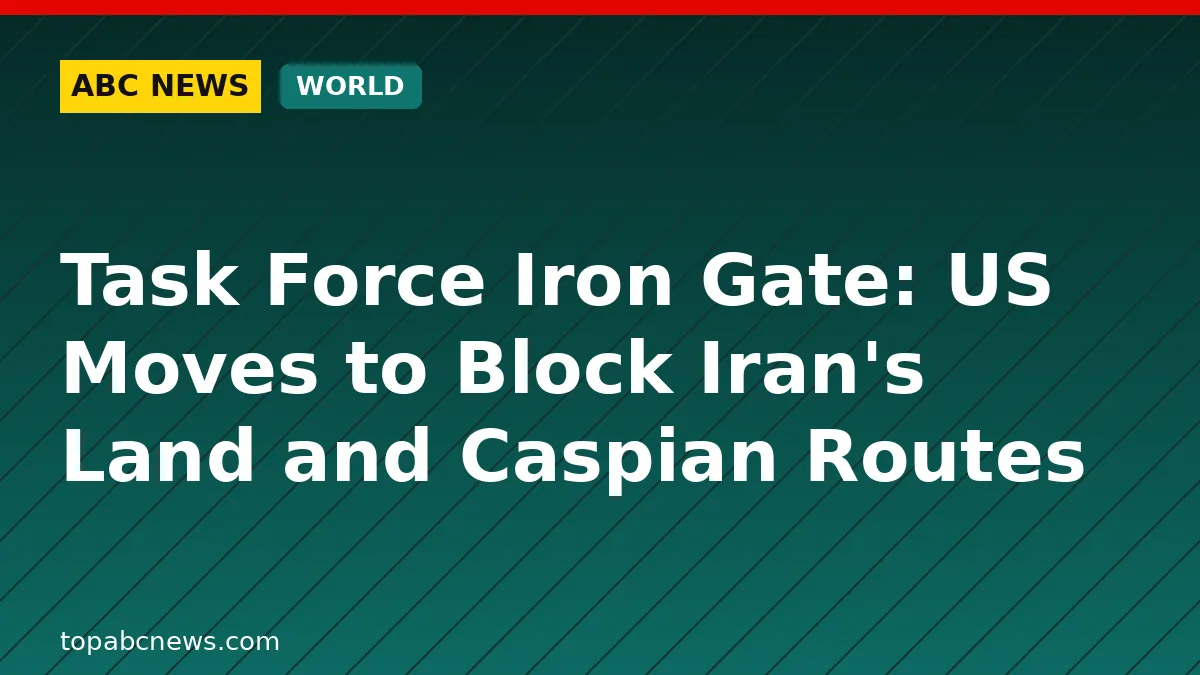 ABC NEWS
WORLD
Task Force Iron Gate: US
Moves to Block Iran's
Land and Caspian Routes
topabcnews.com